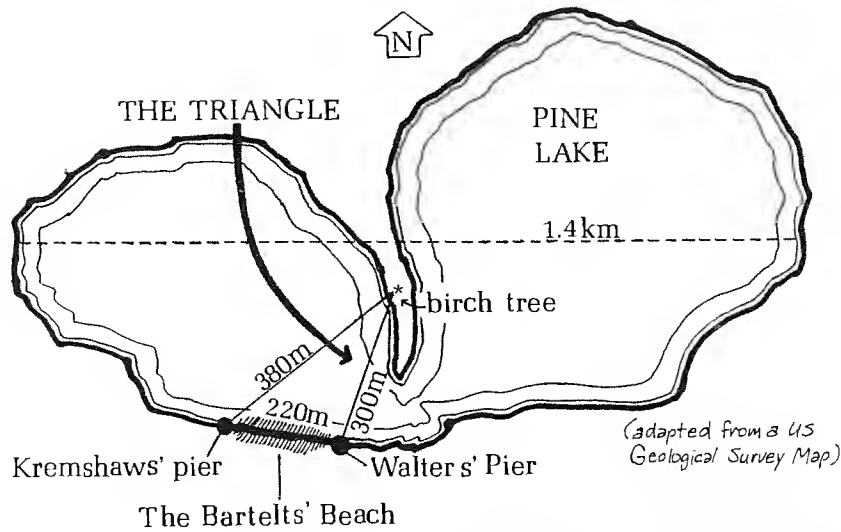 N
THE TRIANGLE
PINE
LAKE
1.4km
*
birch tree
380m
300m
220m
Kremshaws' pier
Walters' Pier
(adapted from a US
Geological Survey Map)
The Bartelts' Beach